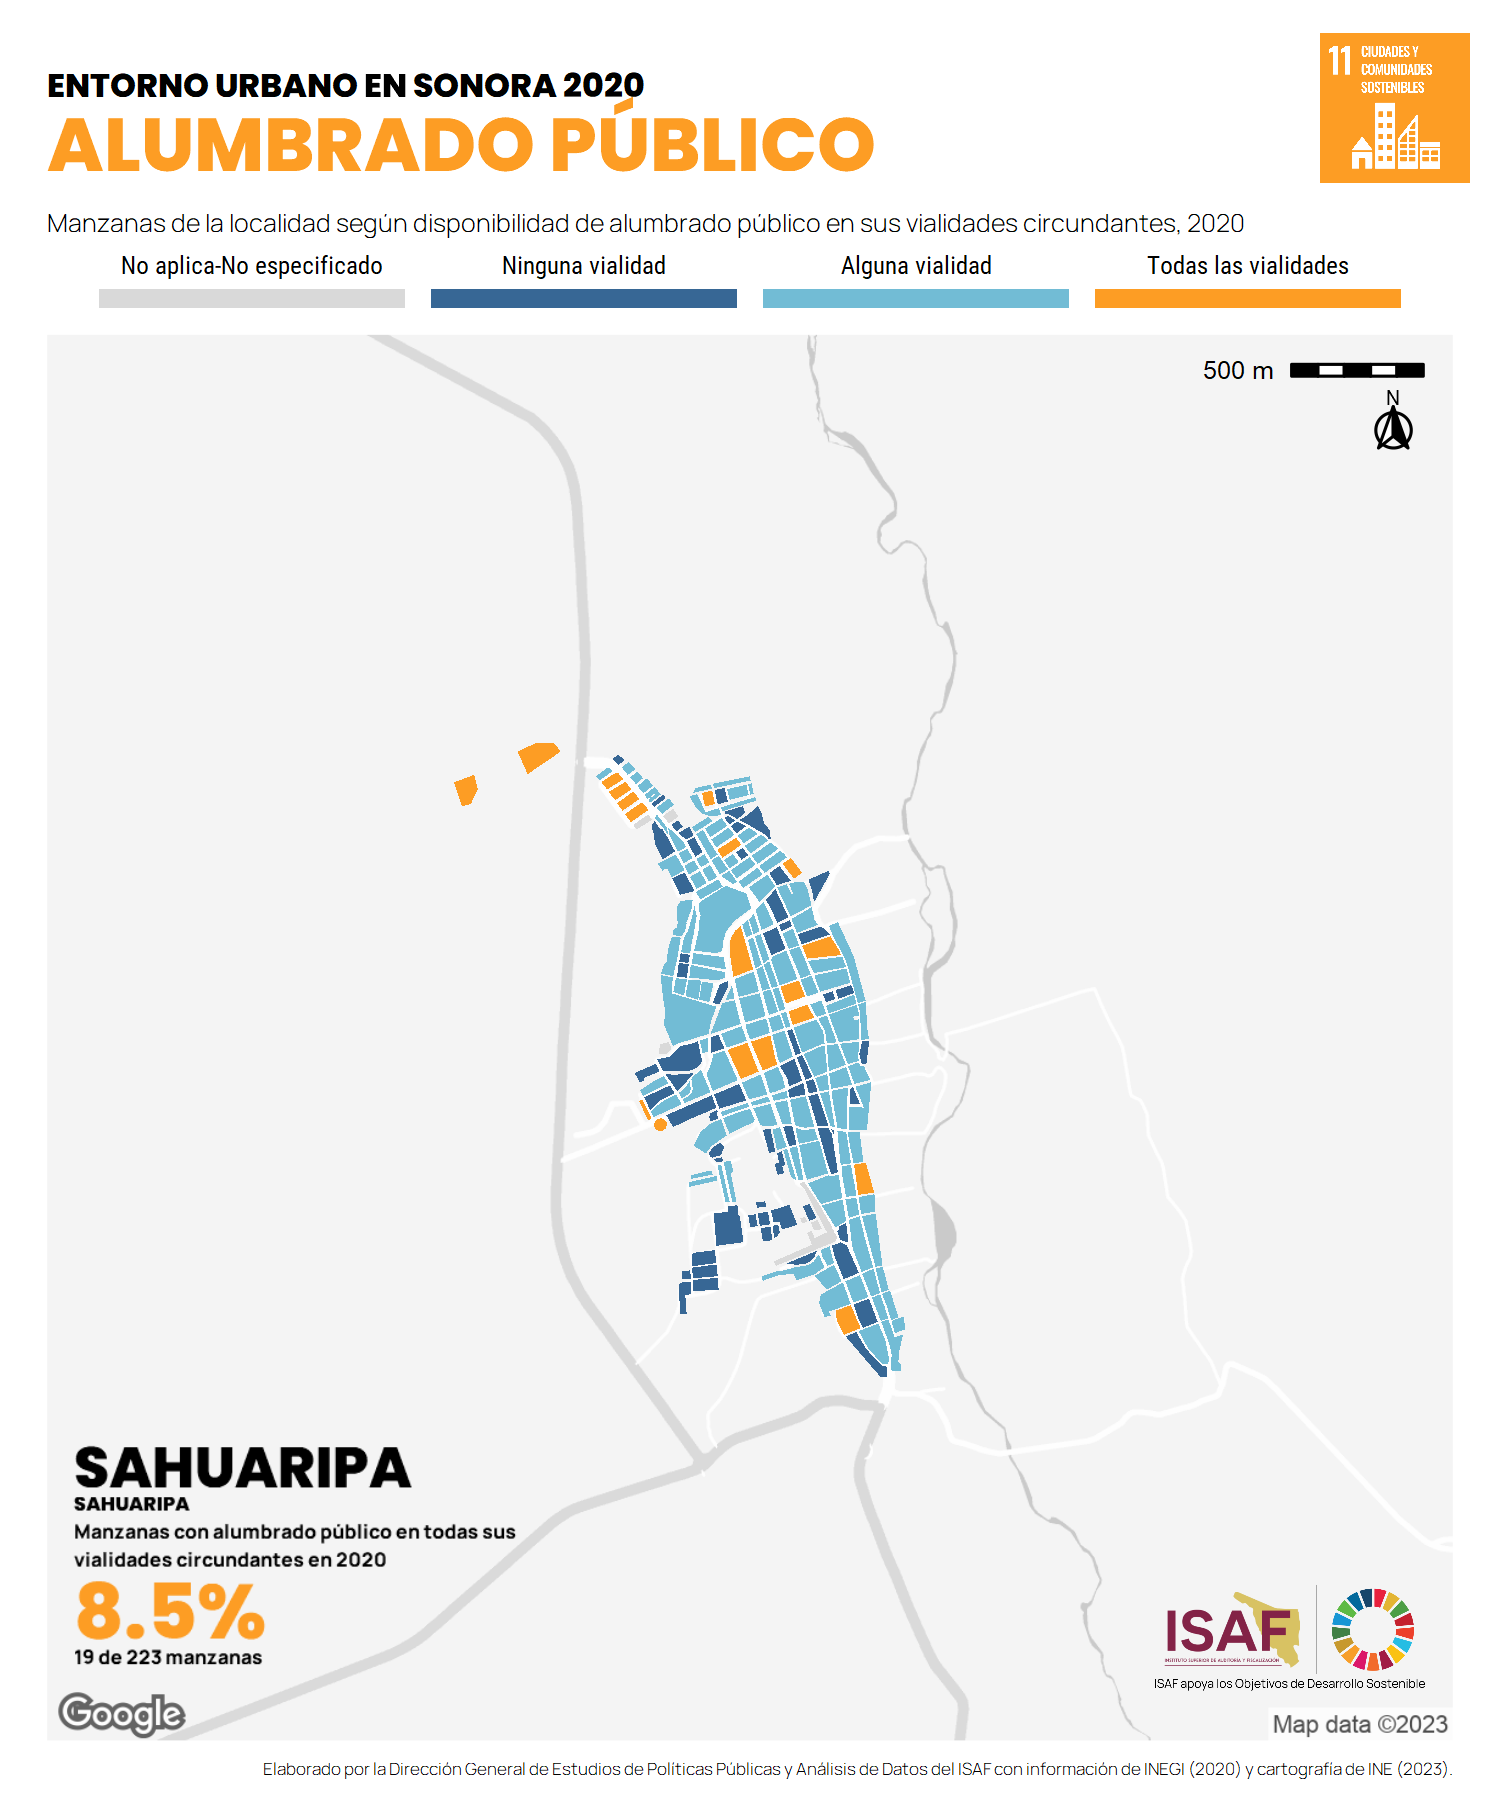 ENTORNO URBANO EN SONORA 2020
ALUMBRADO PÚBLICO
11 CIUDADES Y
COMUNIDADES
SOSTENIBLES
Manzanas de la localidad según disponibilidad de alumbrado público en sus vialidades circundantes, 2020
No aplica-No especificado
Ninguna vialidad
Alguna vialidad
Todas las vialidades
500 m
N
SAHUARIPA
SAHUARIPA
Manzanas con alumbrado público en todas sus
vialidades circundantes en 2020
8.5%
19 de 223 manzanas
Google
ISAF
INSTITUTO SUPERIOR DE AUDITORÍA Y FISCALIZACIÓN
ISAF apoya los Objetivos de Desarrollo Sostenible
Map data ©2023
Elaborado por la Dirección General de Estudios de Políticas Públicas y Análisis de Datos del ISAF con información de INEGI (2020) y cartografía de INE (2023).